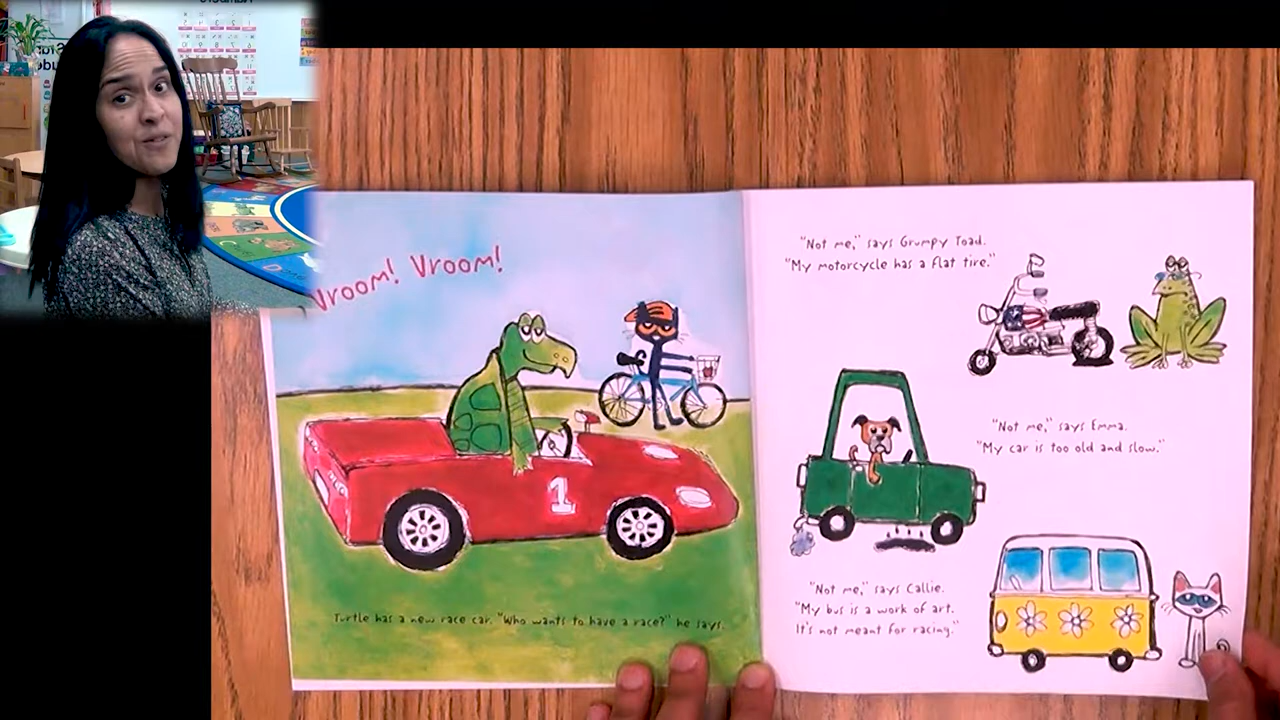 Vroom! Vroom!
1
Turtle has a new race car. "Who wants to have a race?" he says.
"Not me," says Grumpy Toad.
"My motorcycle has a flat tire."
"Not me," says Emma.
"My car is too old and slow."
"Not me," says Callie.
"My bus is a work of art.
It's not meant for racing."